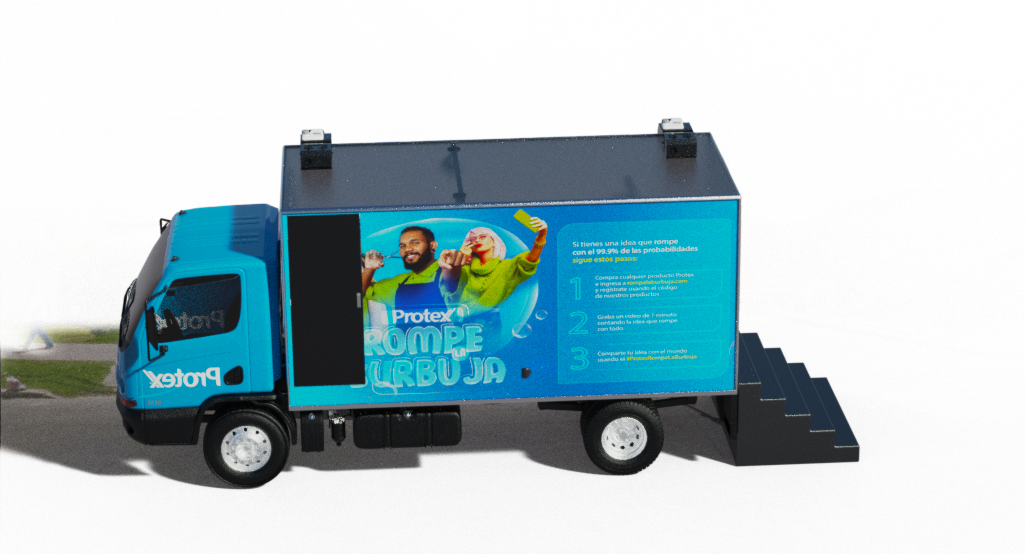 Protex
ROMPE
LA
BURBUJA
Si tienes una idea que rompe
con el 99.9% de las probabilidades
sigue estos pasos:
1
Compra cualquier producto Protex
e ingresa a rompelaburbuja.com
y regístrate usando el código
de nuestros productos
2
Graba un video de 1 minuto
contando la idea que rompe
con todo.
3
Comparte tu idea con el mundo
usando el #ProtexRompeLaBurbuja
Protex
Protex